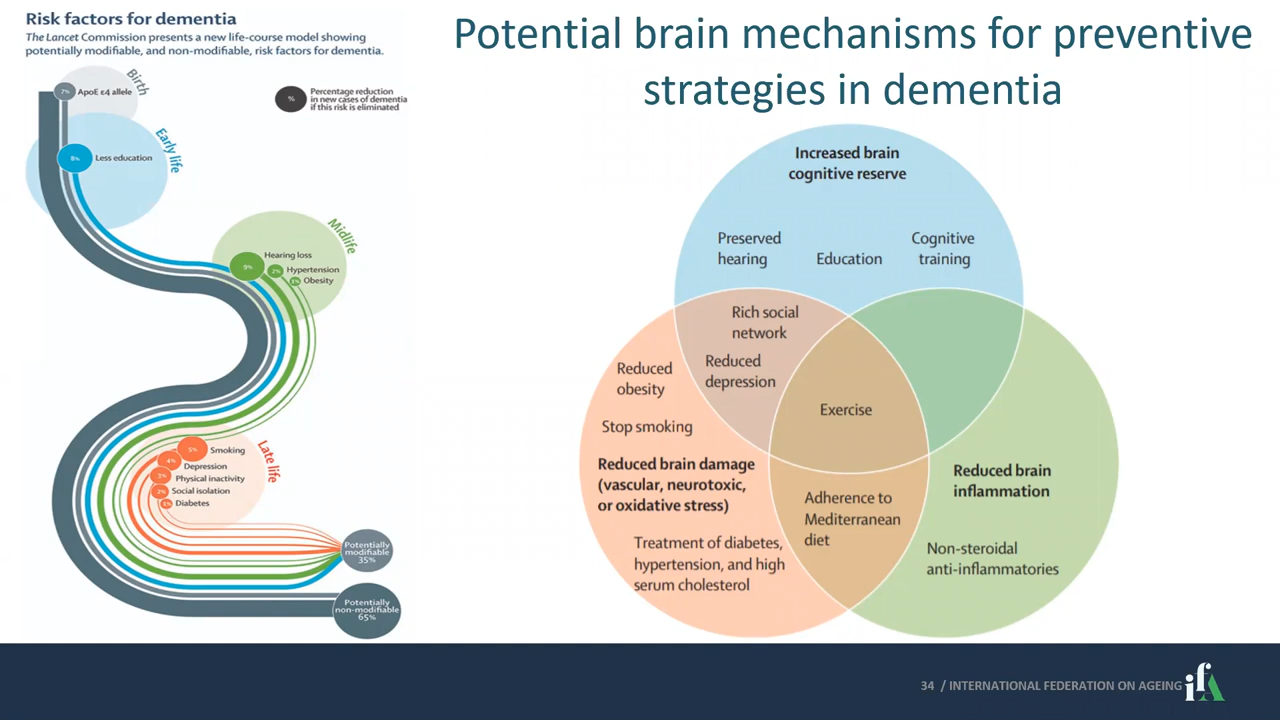 Risk factors for dementia
The Lancet Commission presents a new life-course model showing
potentially modifiable, and non-modifiable, risk factors for dementia.
Birth
7%
ApoE ε4 allele
%
Percentage reduction
in new cases of dementia
if this risk is eliminated
Early life
8%
Less education
Midlife
Hearing loss
9%
2%
Hypertension
Obesity
Late life
5%
Smoking
4%
Depression
3%
Physical inactivity
2%
Social isolation
1%
Diabetes
Potentially
modifiable
35%
Potentially
non-modifiable
65%
Potential brain mechanisms for preventive
strategies in dementia
Increased brain
cognitive reserve
Preserved
hearing
Education
Cognitive
training
Rich social
network
Reduced
depression
Reduced
obesity
Stop smoking
Exercise
Reduced brain damage
(vascular, neurotoxic,
or oxidative stress)
Reduced brain
inflammation
Adherence to
Mediterranean
diet
Treatment of diabetes,
hypertension, and high
serum cholesterol
Non-steroidal
anti-inflammatories
34 / INTERNATIONAL FEDERATION ON AGEING
ifA